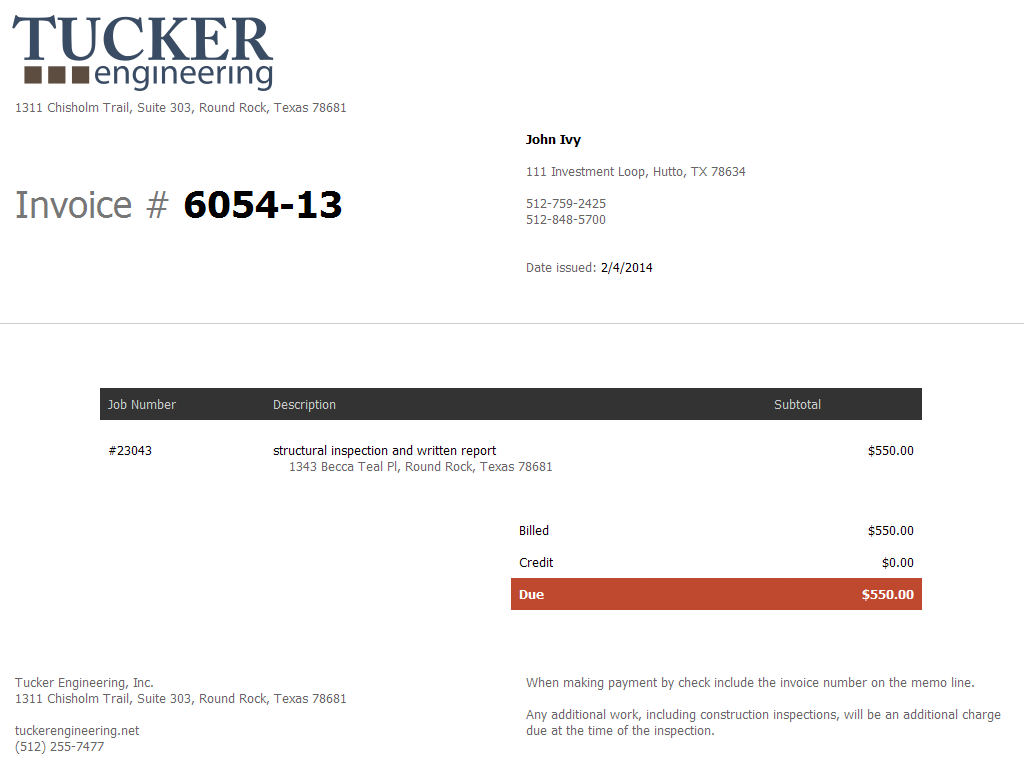 TUCKER
engineering
1311 Chisholm Trail, Suite 303, Round Rock, Texas 78681
John Ivy
111 Investment Loop, Hutto, TX 78634
Invoice # 6054-13
512-759-2425
512-848-5700
Date issued: 2/4/2014
Job Number Description Subtotal
#23043 structural inspection and written report $550.00
1343 Becca Teal Pl, Round Rock, Texas 78681
Billed $550.00
Credit $0.00
Due $550.00
Tucker Engineering, Inc.
1311 Chisholm Trail, Suite 303, Round Rock, Texas 78681
tuckerengineering.net
(512) 255-7477
When making payment by check include the invoice number on the memo line.
Any additional work, including construction inspections, will be an additional charge
due at the time of the inspection.